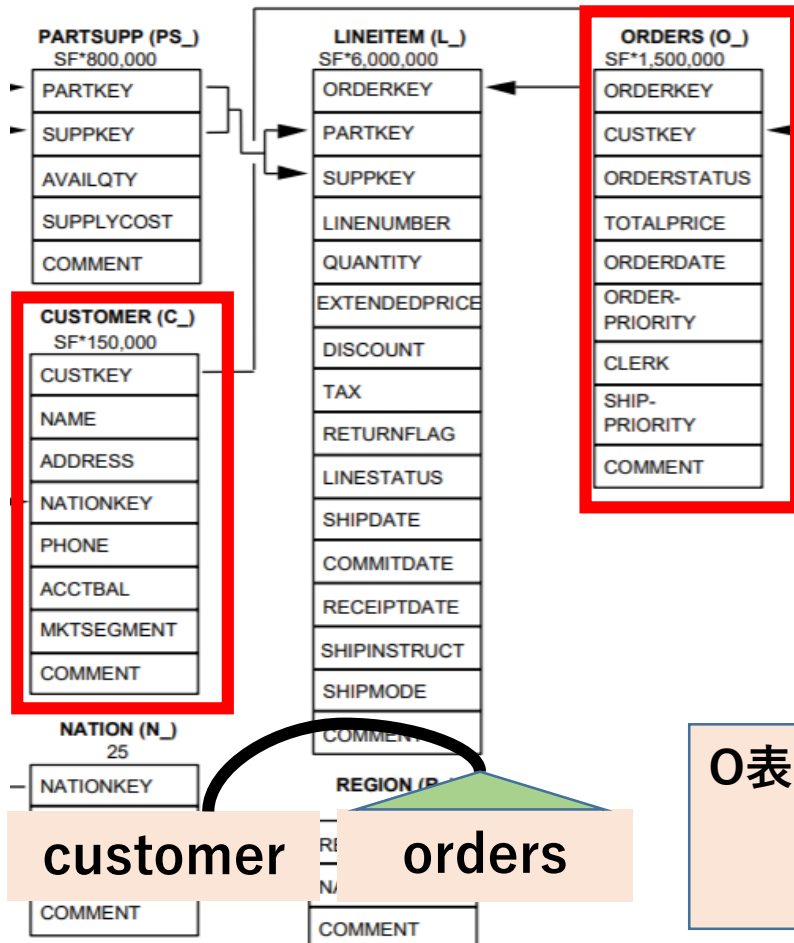 PARTSUPP (PS_)
SF*800,000
PARTKEY
SUPPKEY
AVAILQTY
SUPPLYCOST
COMMENT
CUSTOMER (C_)
SF*150,000
CUSTKEY
NAME
ADDRESS
NATIONKEY
PHONE
ACCTBAL
MKTSEGMENT
COMMENT
NATION (N_)
25
NATIONKEY
COMMENT
LINEITEM (L_)
SF*6,000,000
ORDERKEY
PARTKEY
SUPPKEY
LINENUMBER
QUANTITY
EXTENDEDPRICE
DISCOUNT
TAX
RETURNFLAG
LINESTATUS
SHIPDATE
COMMITDATE
RECEIPTDATE
SHIPINSTRUCT
SHIPMODE
COMMENT
REGION
COMMENT
ORDERS (O_)
SF*1,500,000
ORDERKEY
CUSTKEY
ORDERSTATUS
TOTALPRICE
ORDERDATE
ORDER-
PRIORITY
CLERK
SHIP-
PRIORITY
COMMENT
customer
orders
O表